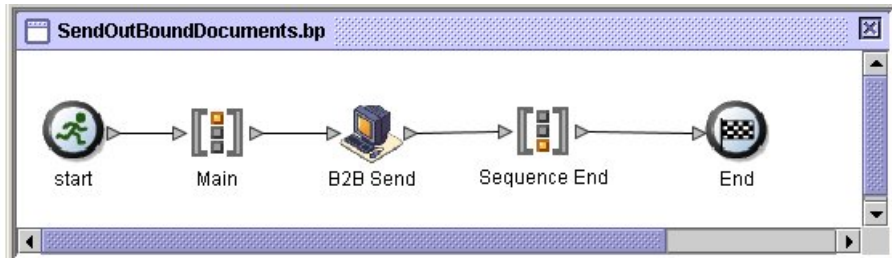 SendOutBoundDocuments.bp
start
Main
B2B Send
Sequence End
End